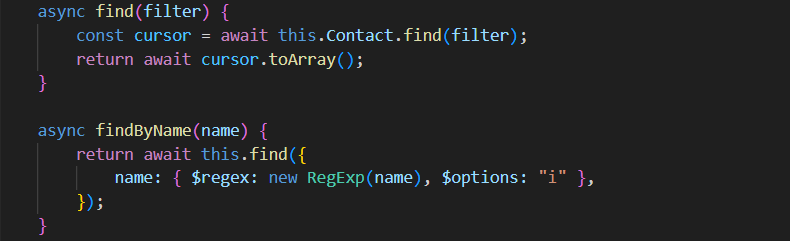 async find(filter) {
const cursor = await this.Contact.find(filter);
return await cursor.toArray();
}
async findByName(name) {
return await this.find({
name: { $regex: new RegExp(name), $options: "i" },
});
}